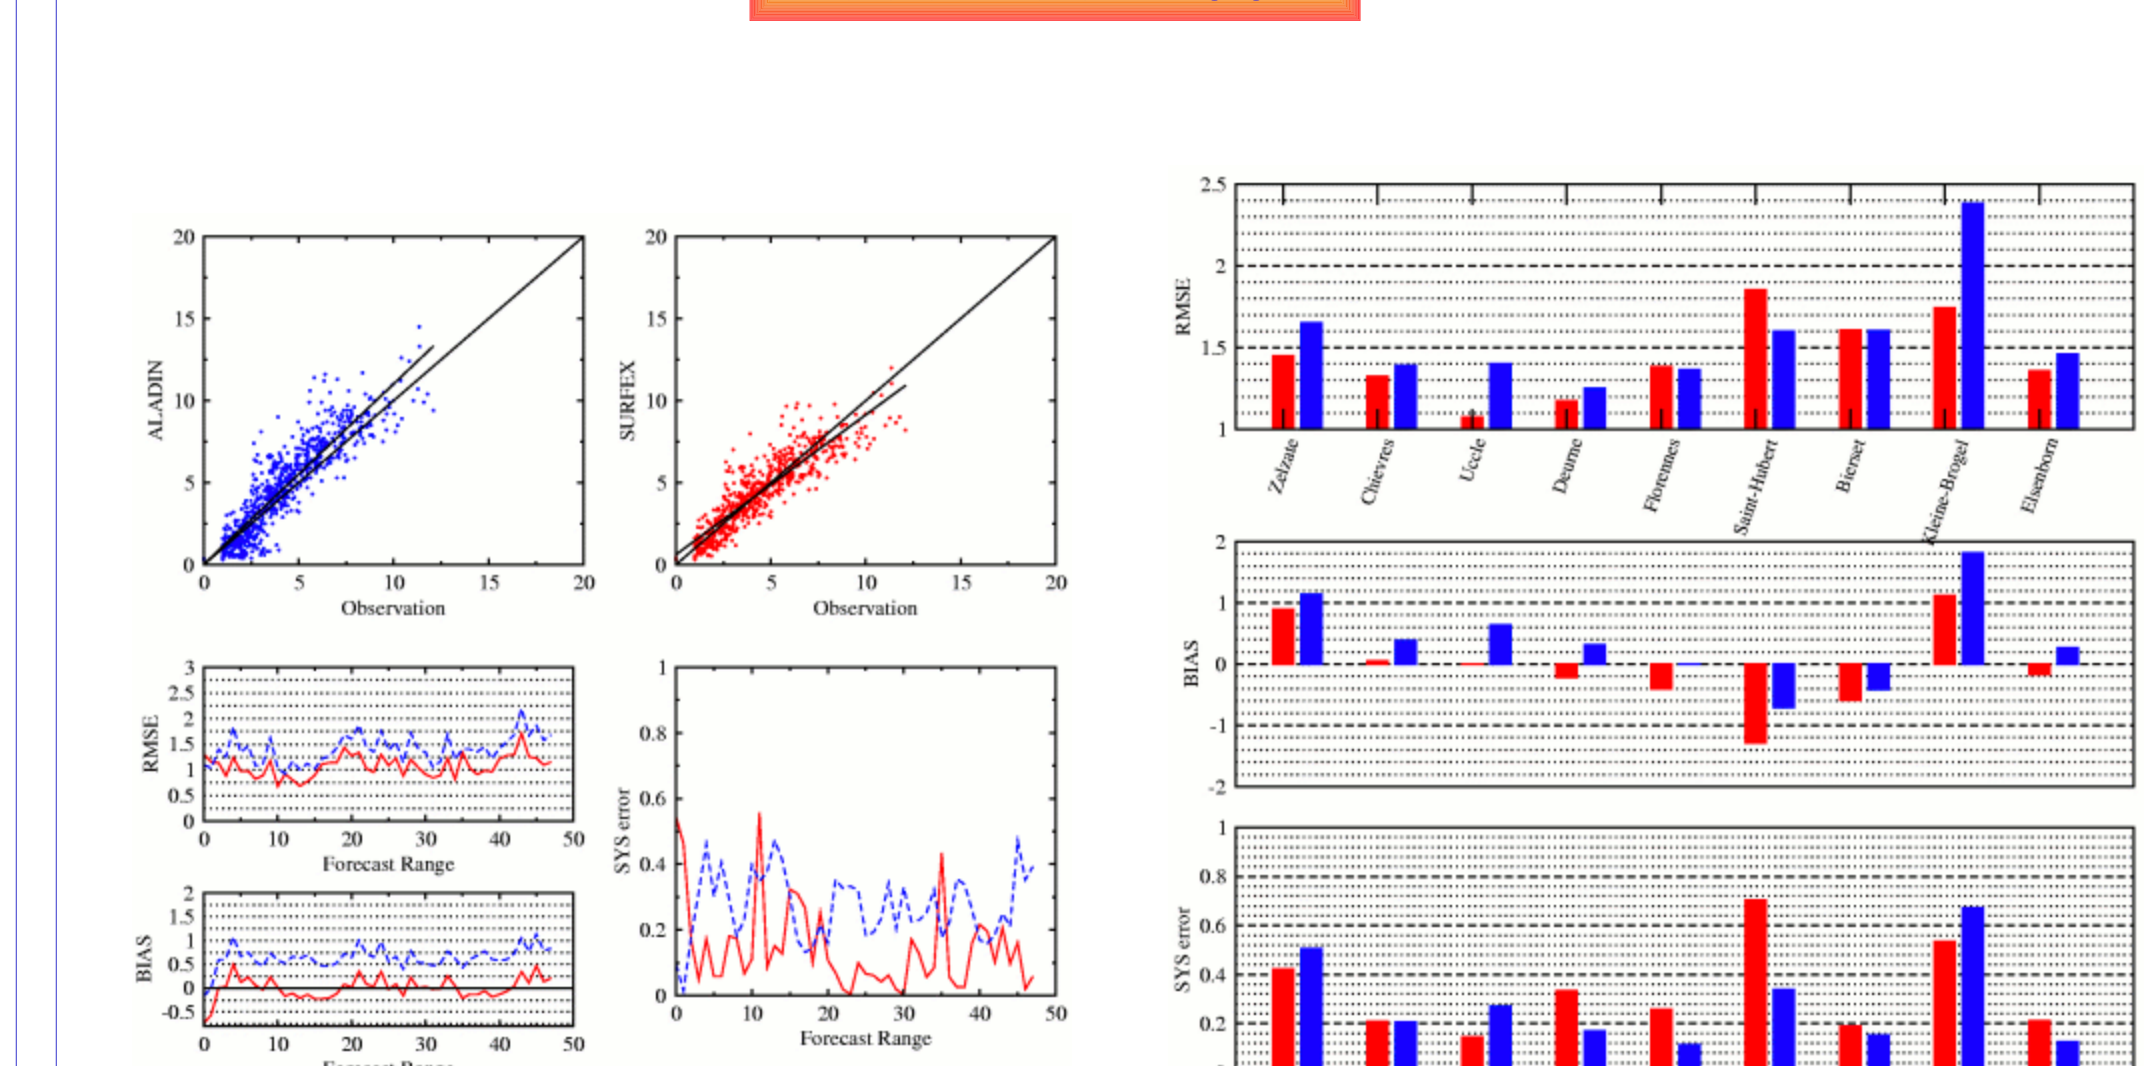 20
15
10
5
0
ALADIN
0 5 10 15 20
Observation
20
15
10
5
0
SURFEX
0 5 10 15 20
Observation
3
2.5
2
1.5
1
0.5
0
RMSE
0 10 20 30 40 50
Forecast Range
2
1.5
1
0.5
0
-0.5
BIAS
0 10 20 30 40 50
Forecast Range
1
0.8
0.6
0.4
0.2
0
SYS error
0 10 20 30 40 50
Forecast Range
2.5
2
1.5
1
RMSE
Zelzate
Chievres
Uccle
Deurne
Florennes
Saint-Hubert
Bierset
Kleine-Brogel
Elsenborn
2
1
0
-1
-2
BIAS
1
0.8
0.6
0.4
0.2
SYS error